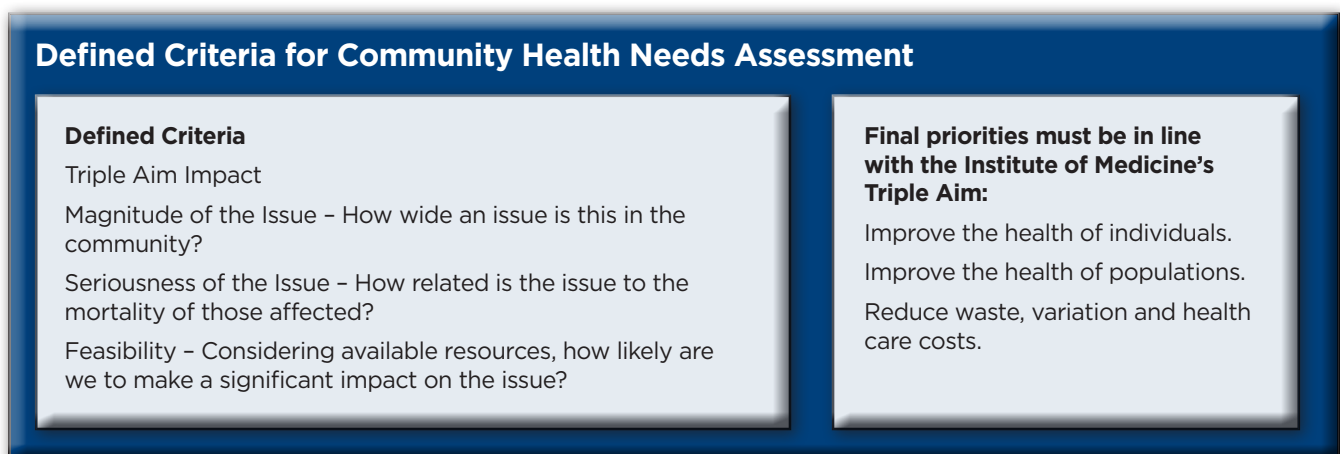 Defined Criteria for Community Health Needs Assessment
Defined Criteria
Triple Aim Impact
Magnitude of the Issue – How wide an issue is this in the
community?
Seriousness of the Issue – How related is the issue to the
mortality of those affected?
Feasibility – Considering available resources, how likely are
we to make a significant impact on the issue?
Final priorities must be in line
with the Institute of Medicine’s
Triple Aim:
Improve the health of individuals.
Improve the health of populations.
Reduce waste, variation and health
care costs.